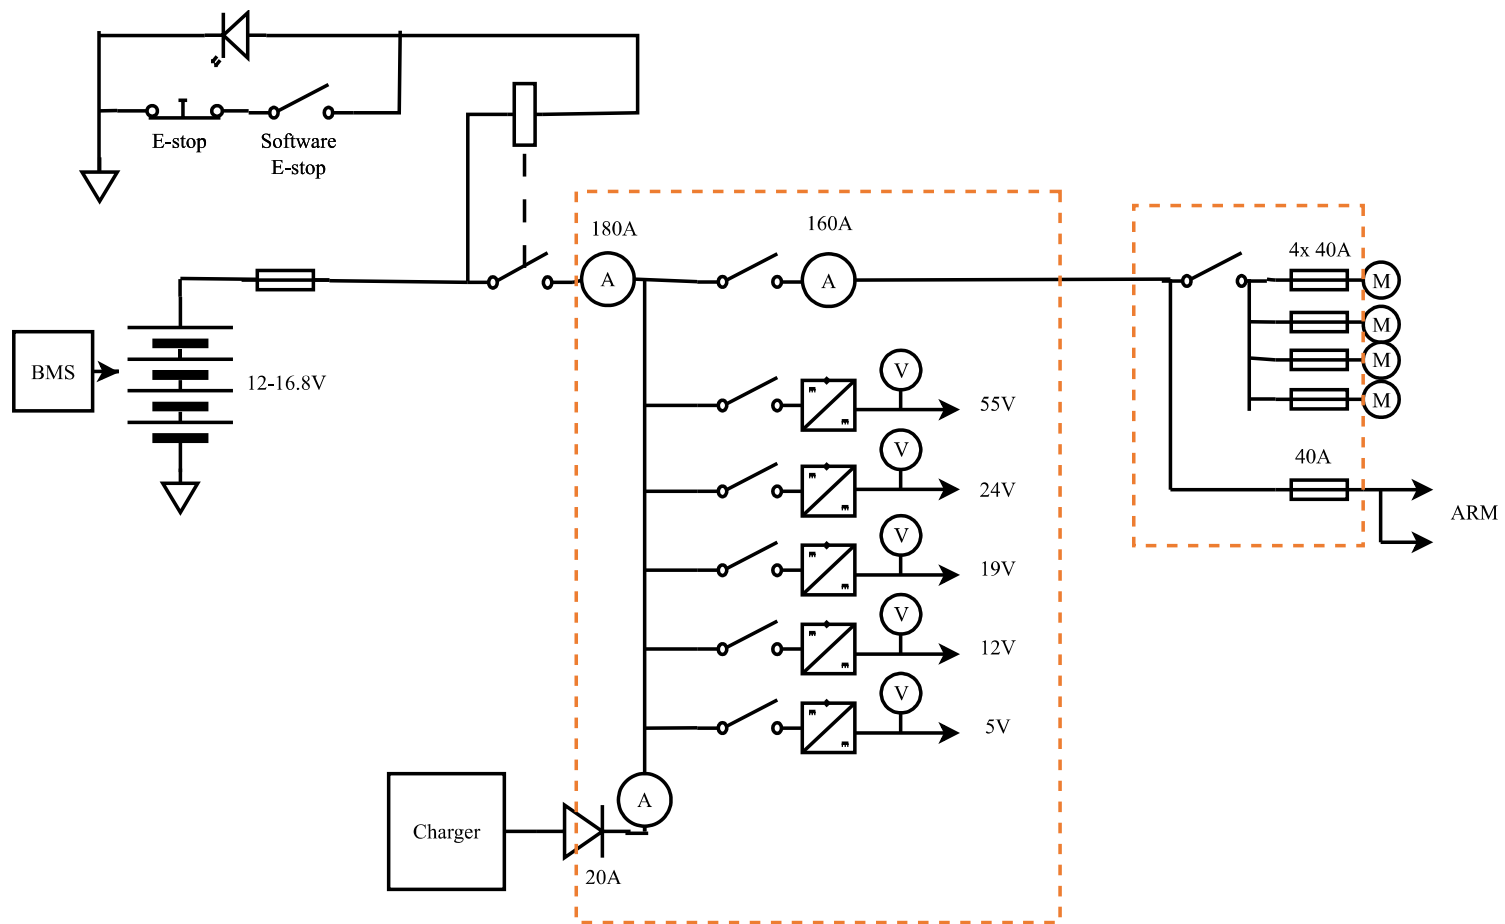 E-stop
Software
E-stop
180A
160A
4x 40A
A
A
M
M
M
M
BMS
12-16.8V
V
55V
V
24V
40A
ARM
V
19V
V
12V
V
5V
A
Charger
20A